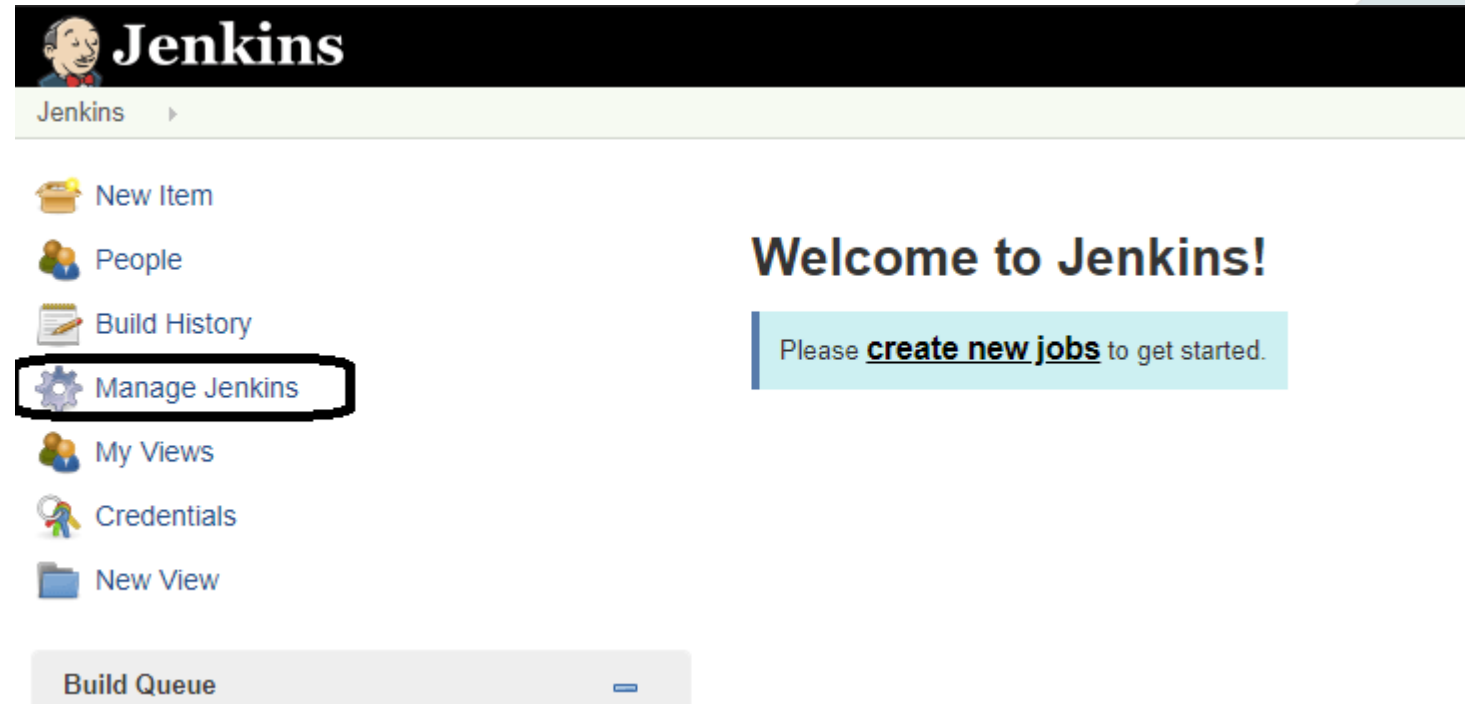 Jenkins
Jenkins
New Item
People
Build History
Manage Jenkins
My Views
Credentials
New View
Build Queue
Welcome to Jenkins!
Please create new jobs to get started.